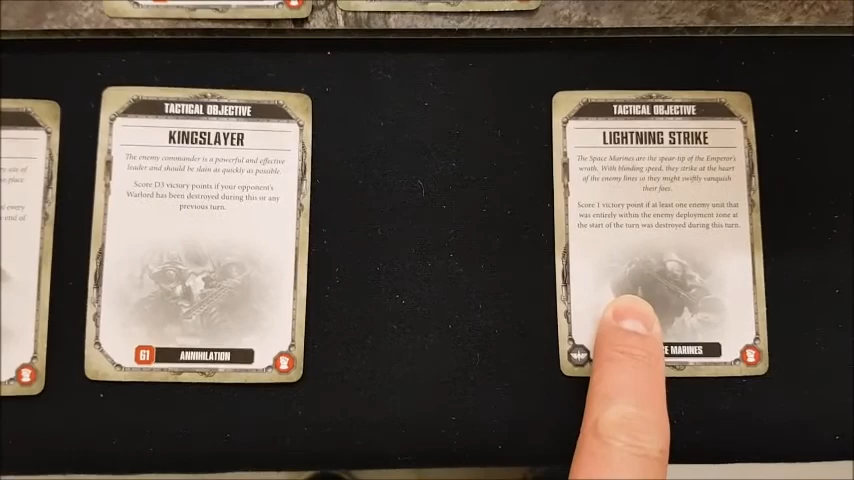 TACTICAL OBJECTIVE
KINGSLAYER
The enemy commander is a powerful and effective
leader and should be slain as quickly as possible.
Score D3 victory points if your opponent's
Warlord has been destroyed during this or any
previous turn.
61
ANNIHILATION
TACTICAL OBJECTIVE
LIGHTNING STRIKE
The Space Marines are the spear-tip of the Emperor's
wrath. With blinding speed, they strike at the heart
of the enemy lines so they might swiftly vanquish
their foes.
Score 1 victory point if at least one enemy unit that
was entirely within the enemy deployment zone at
the start of the turn was destroyed during this turn.
MARINES